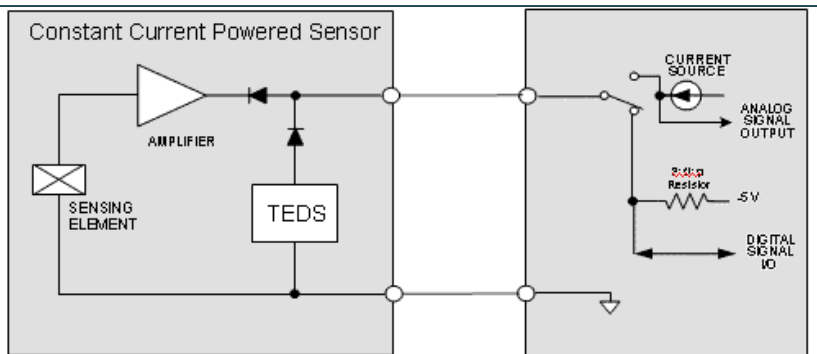 Constant Current Powered Sensor
AMPLIFIER
SENSING
ELEMENT
TEDS
CURRENT
SOURCE
ANALOG
SIGNAL
OUTPUT
Resistor
-5V
DIGITAL
SIGNAL
I/O